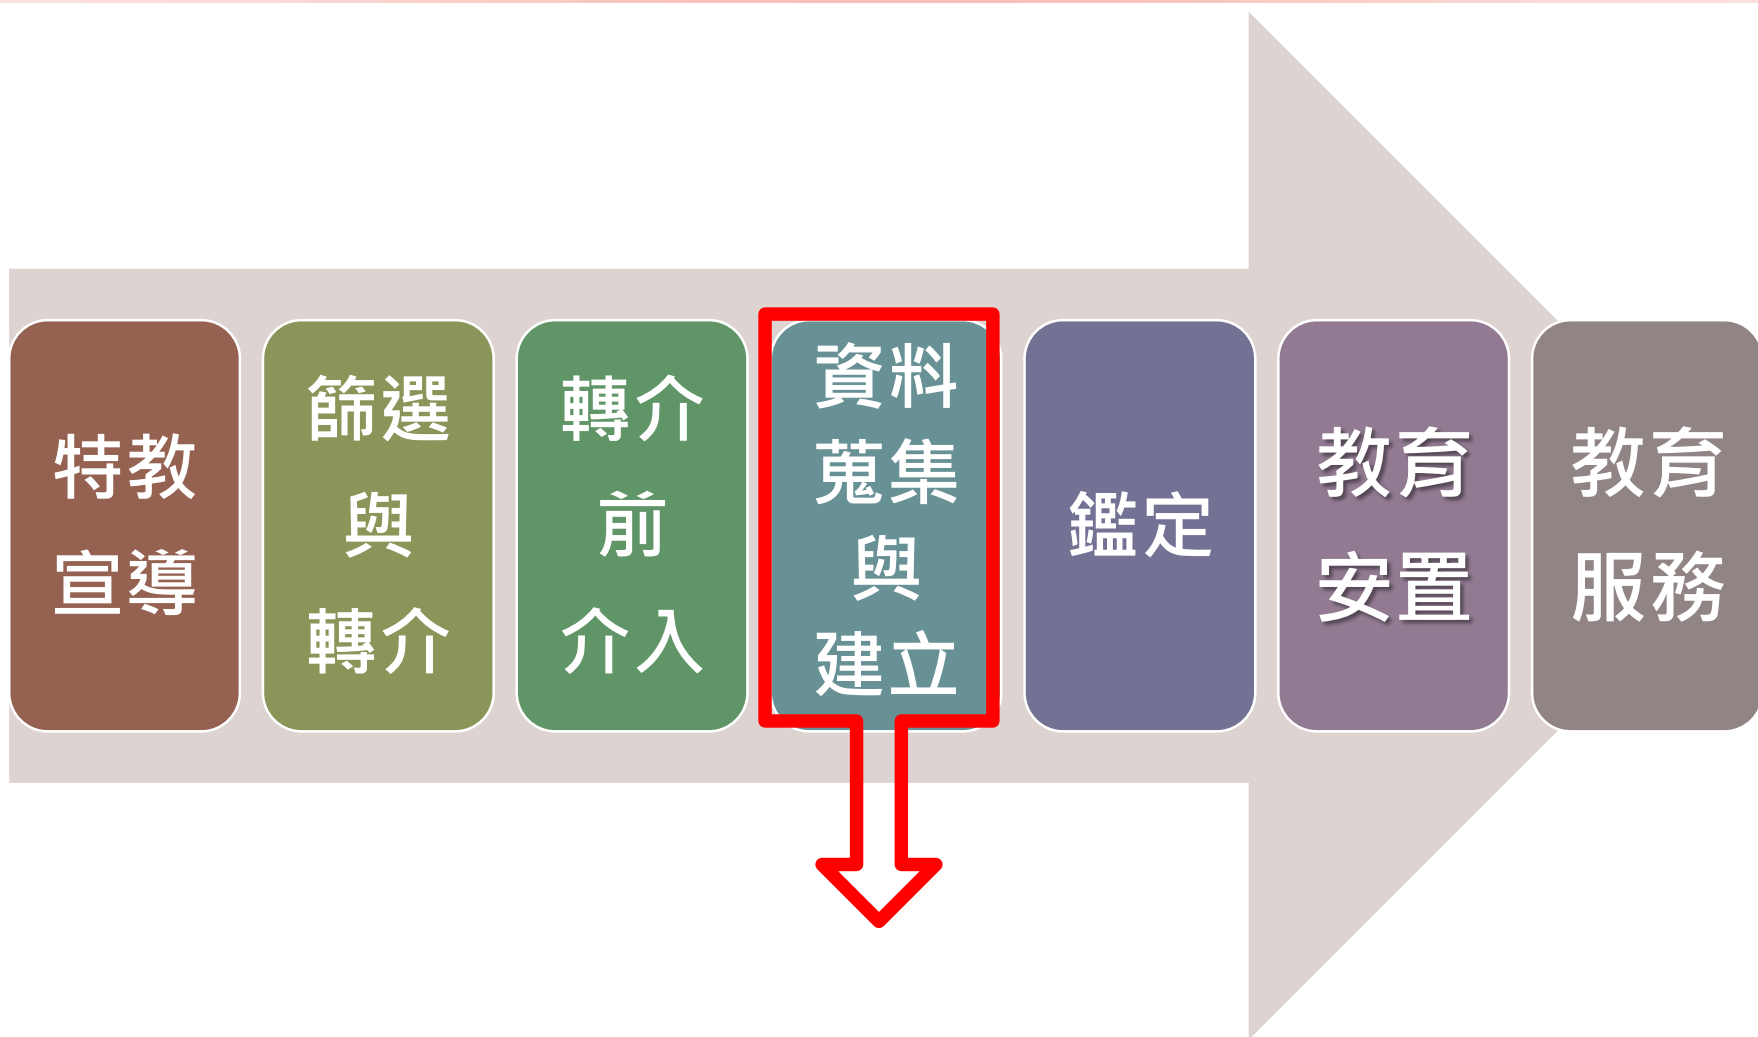 特教
宣導
篩選
與
轉介
轉介
前
介入
資料
蒐集
與
建立
鑑定
教育
安置
教育
服務